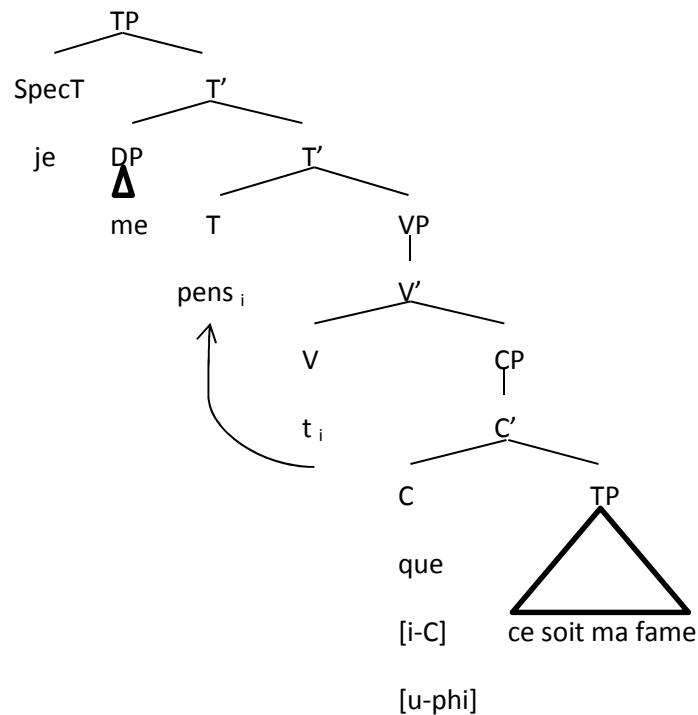 TP
SpecT T’
je DP T’
me T VP
pens i V’
V CP
t i C’
C TP
que
[i-C] ce soit ma fame
[u-phi]